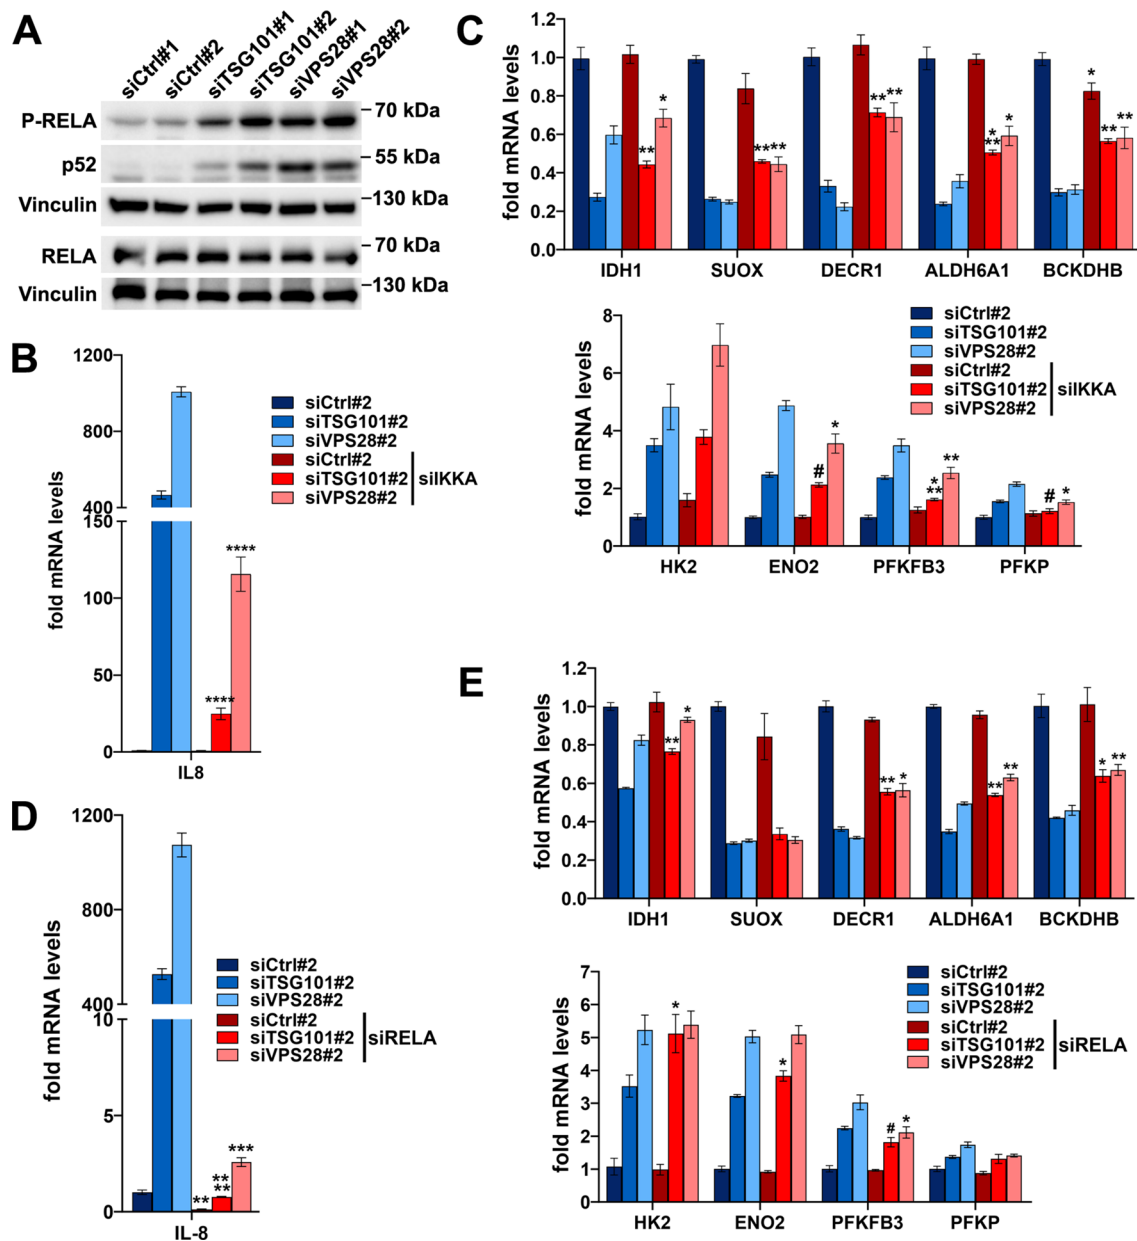 A
siCtrl#1
siCtrl#2
siTSG101#1
siTSG101#2
siVPS28#1
siVPS28#2
P-RELA
70 kDa
p52
55 kDa
Vinculin
130 kDa
RELA
70 kDa
Vinculin
130 kDa
B
fold mRNA levels
1200
1000
400
150
100
50
0
****
****
IL8
siCtrl#2
siTSG101#2
siVPS28#2
siCtrl#2
siTSG101#2
siVPS28#2
siIKKA
C
fold mRNA levels
1.2
1.0
0.8
0.6
0.4
0.2
0.0
**
*
**
**
**
**
*
**
*
*
**
**
IDH1
SUOX
DECR1
ALDH6A1
BCKDHB
fold mRNA levels
8
6
4
2
0
#
*
*
**
**
#
*
HK2
ENO2
PFKFB3
PFKP
siCtrl#2
siTSG101#2
siVPS28#2
siCtrl#2
siTSG101#2
siVPS28#2
siIKKA
D
fold mRNA levels
1200
800
400
10
5
0
**
**
**
***
IL-8
siCtrl#2
siTSG101#2
siVPS28#2
siCtrl#2
siTSG101#2
siVPS28#2
siRELA
E
fold mRNA levels
1.2
1.0
0.8
0.6
0.4
0.2
0.0
**
*
**
*
**
**
*
**
IDH1
SUOX
DECR1
ALDH6A1
BCKDHB
fold mRNA levels
7
6
5
4
3
2
1
0
*
*
#
*
HK2
ENO2
PFKFB3
PFKP
siCtrl#2
siTSG101#2
siVPS28#2
siCtrl#2
siTSG101#2
siVPS28#2
siRELA